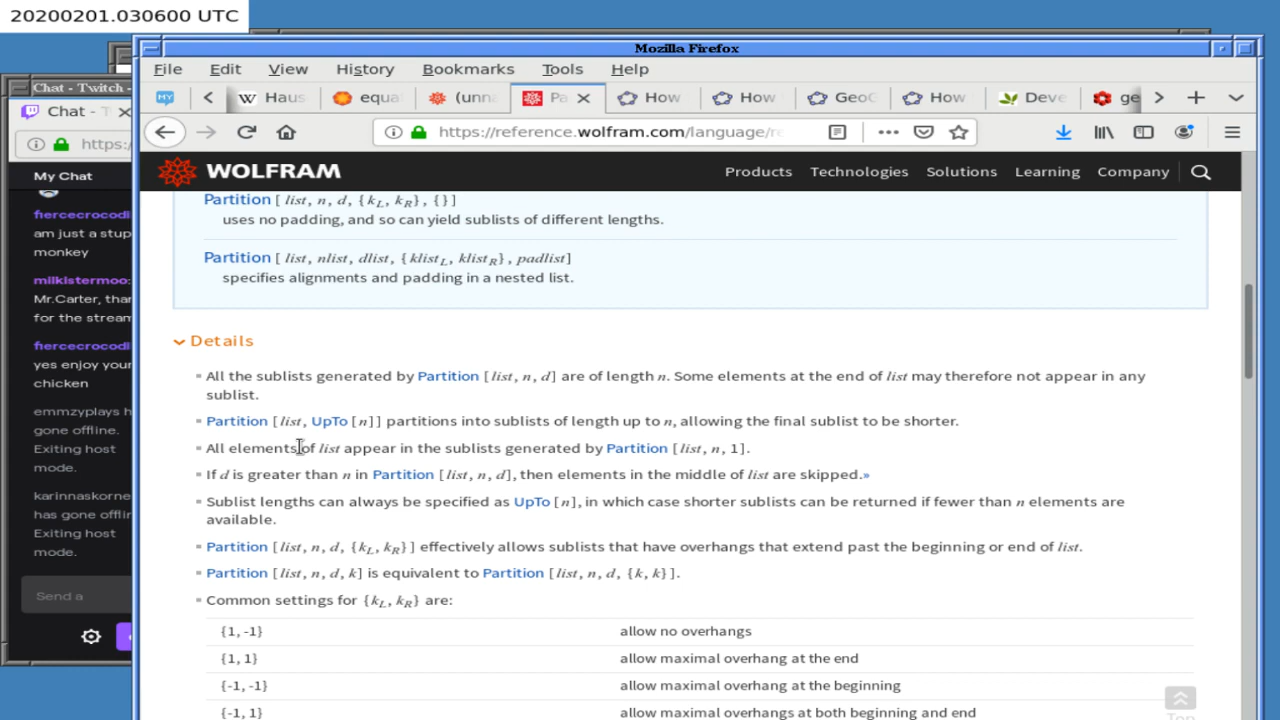 20200201.030600 UTC
Mozilla Firefox
File Edit View History Bookmarks Tools Help
Chat - Twitch -
Chat - T
W Haus
equa
(unn
Pa
How
How
GeoG
How
Deve
ge
https:/
https://reference.wolfram.com/language/re
My Chat
WOLFRAM
Products Technologies Solutions Learning Company
fiercecrocodi
am just a stup
monkey
milkistermoo:
Mr.Carter, than
for the stream
fiercecrocodi
yes enjoy your
chicken
emmzyplays h
gone offline.
Exiting host
mode.
karinnaskorne
has gone offlin
Exiting host
mode.
Send a
Partition [ list, n, d, {kL, kR}, {}]
uses no padding, and so can yield sublists of different lengths.
Partition [ list, nlist, dlist, {klistL, klistR}, padlist]
specifies alignments and padding in a nested list.
Details
All the sublists generated by Partition [list, n, d] are of length n. Some elements at the end of list may therefore not appear in any
sublist.
Partition [list, UpTo [n]] partitions into sublists of length up to n, allowing the final sublist to be shorter.
All elements of list appear in the sublists generated by Partition [list, n, 1].
If d is greater than n in Partition [list, n, d], then elements in the middle of list are skipped.»
Sublist lengths can always be specified as UpTo [n], in which case shorter sublists can be returned if fewer than n elements are
available.
Partition [list, n, d, {kL, kR}] effectively allows sublists that have overhangs that extend past the beginning or end of list.
Partition [list, n, d, k] is equivalent to Partition [list, n, d, {k, k}].
Common settings for {kL, kR} are:
{1, -1} allow no overhangs
{1, 1} allow maximal overhang at the end
{-1, -1} allow maximal overhang at the beginning
{-1, 1} allow maximal overhangs at both beginning and end
Top